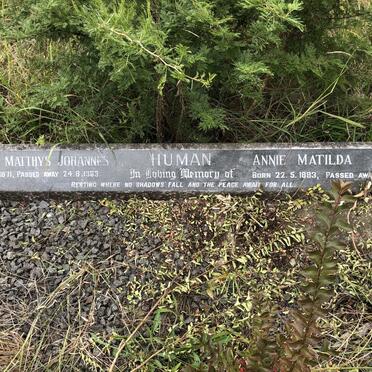 MATTHYS JOHANNES HUMAN ANNIE MATILDA
PASSED AWAY 24.8. In Loving Memory of BORN 22.5.1883, PASSED
RESTING WHERE NO SHADOWS FALL AND THE PEACE AWAIT FOR ALL